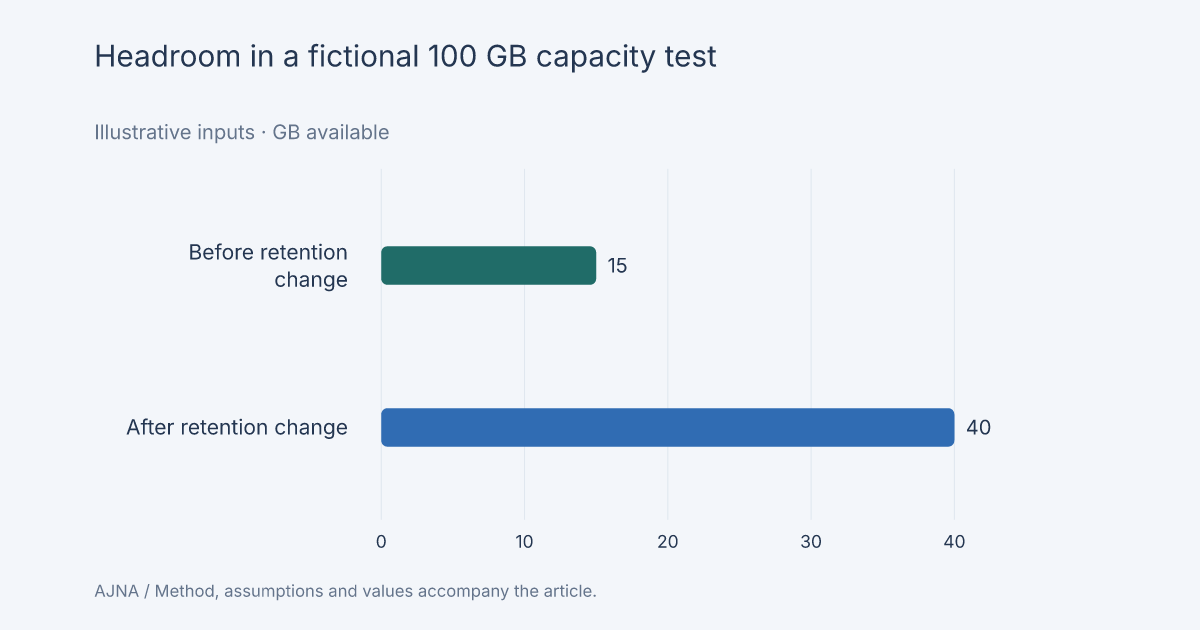 Headroom in a fictional 100 GB capacity test
Illustrative inputs · GB available
Before retention
change
15
After retention change
40
0
10
20
30
40
AJNA / Method, assumptions and values accompany the article.